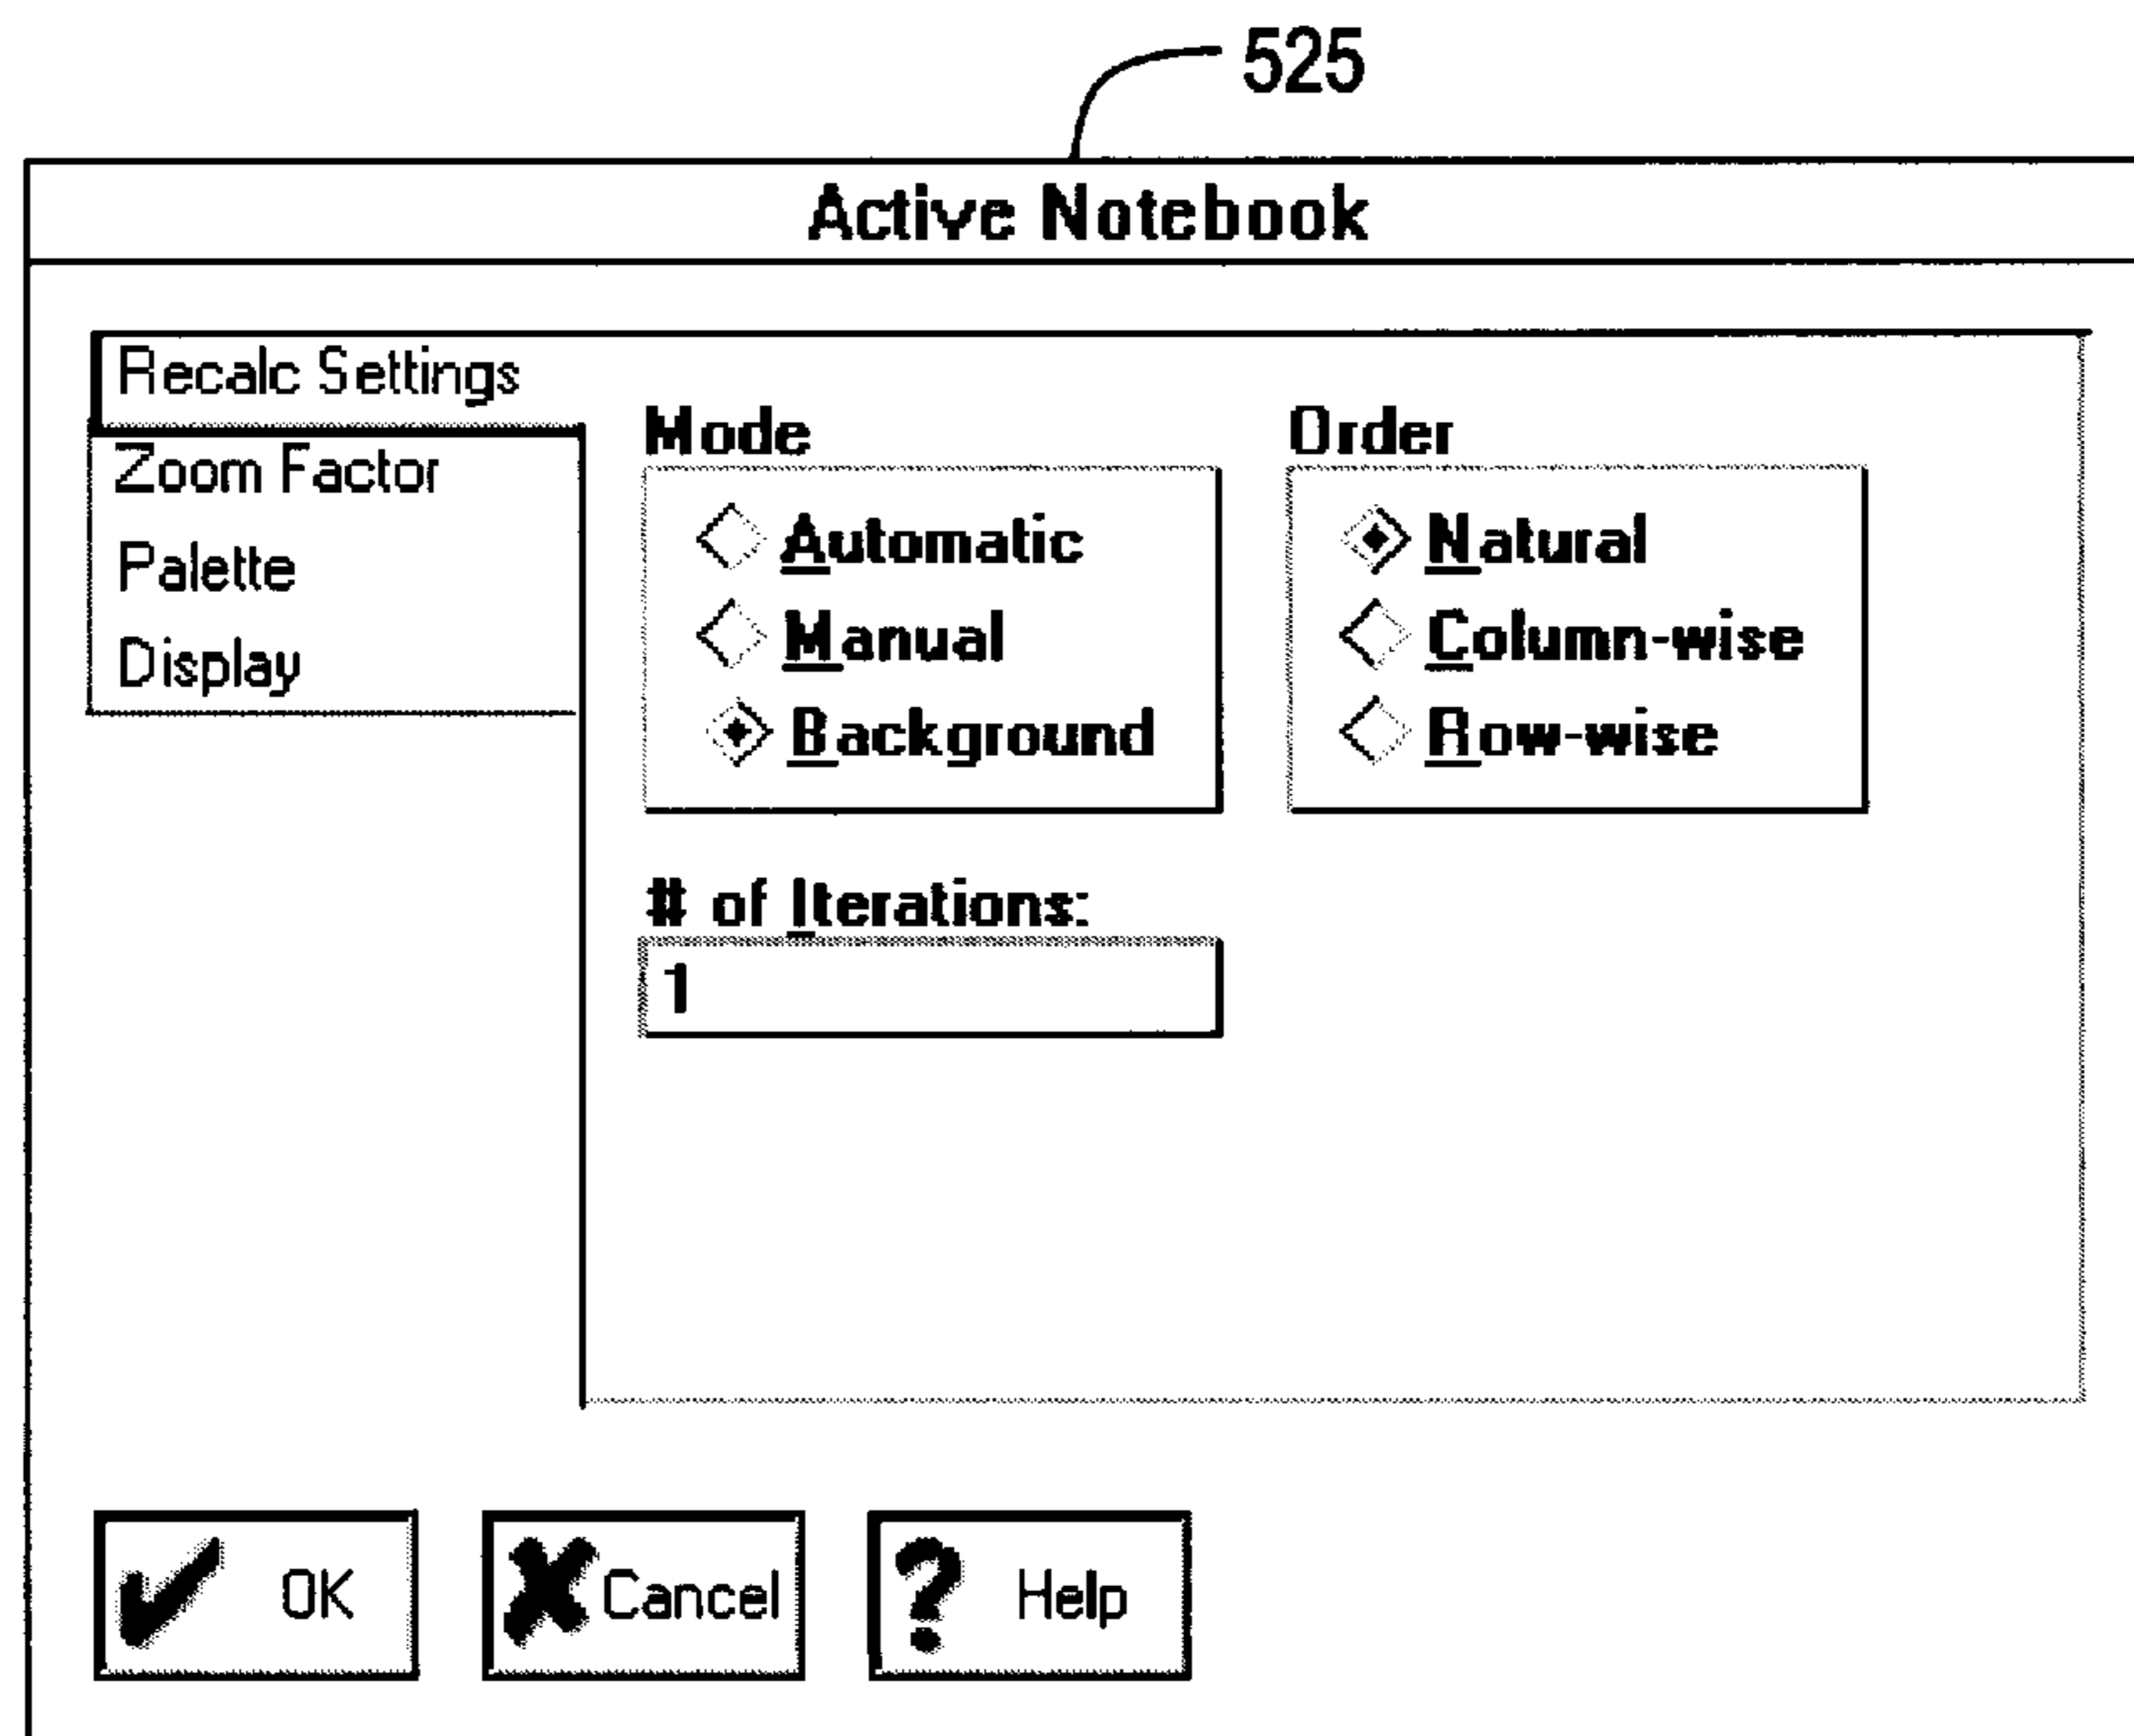 525
Active Notebook
Recalc Settings
Zoom Factor
Palette
Display
Mode
Automatic
Manual
Background
Order
Natural
Column-wise
Row-wise
# of Iterations:
1
OK
Cancel
Help